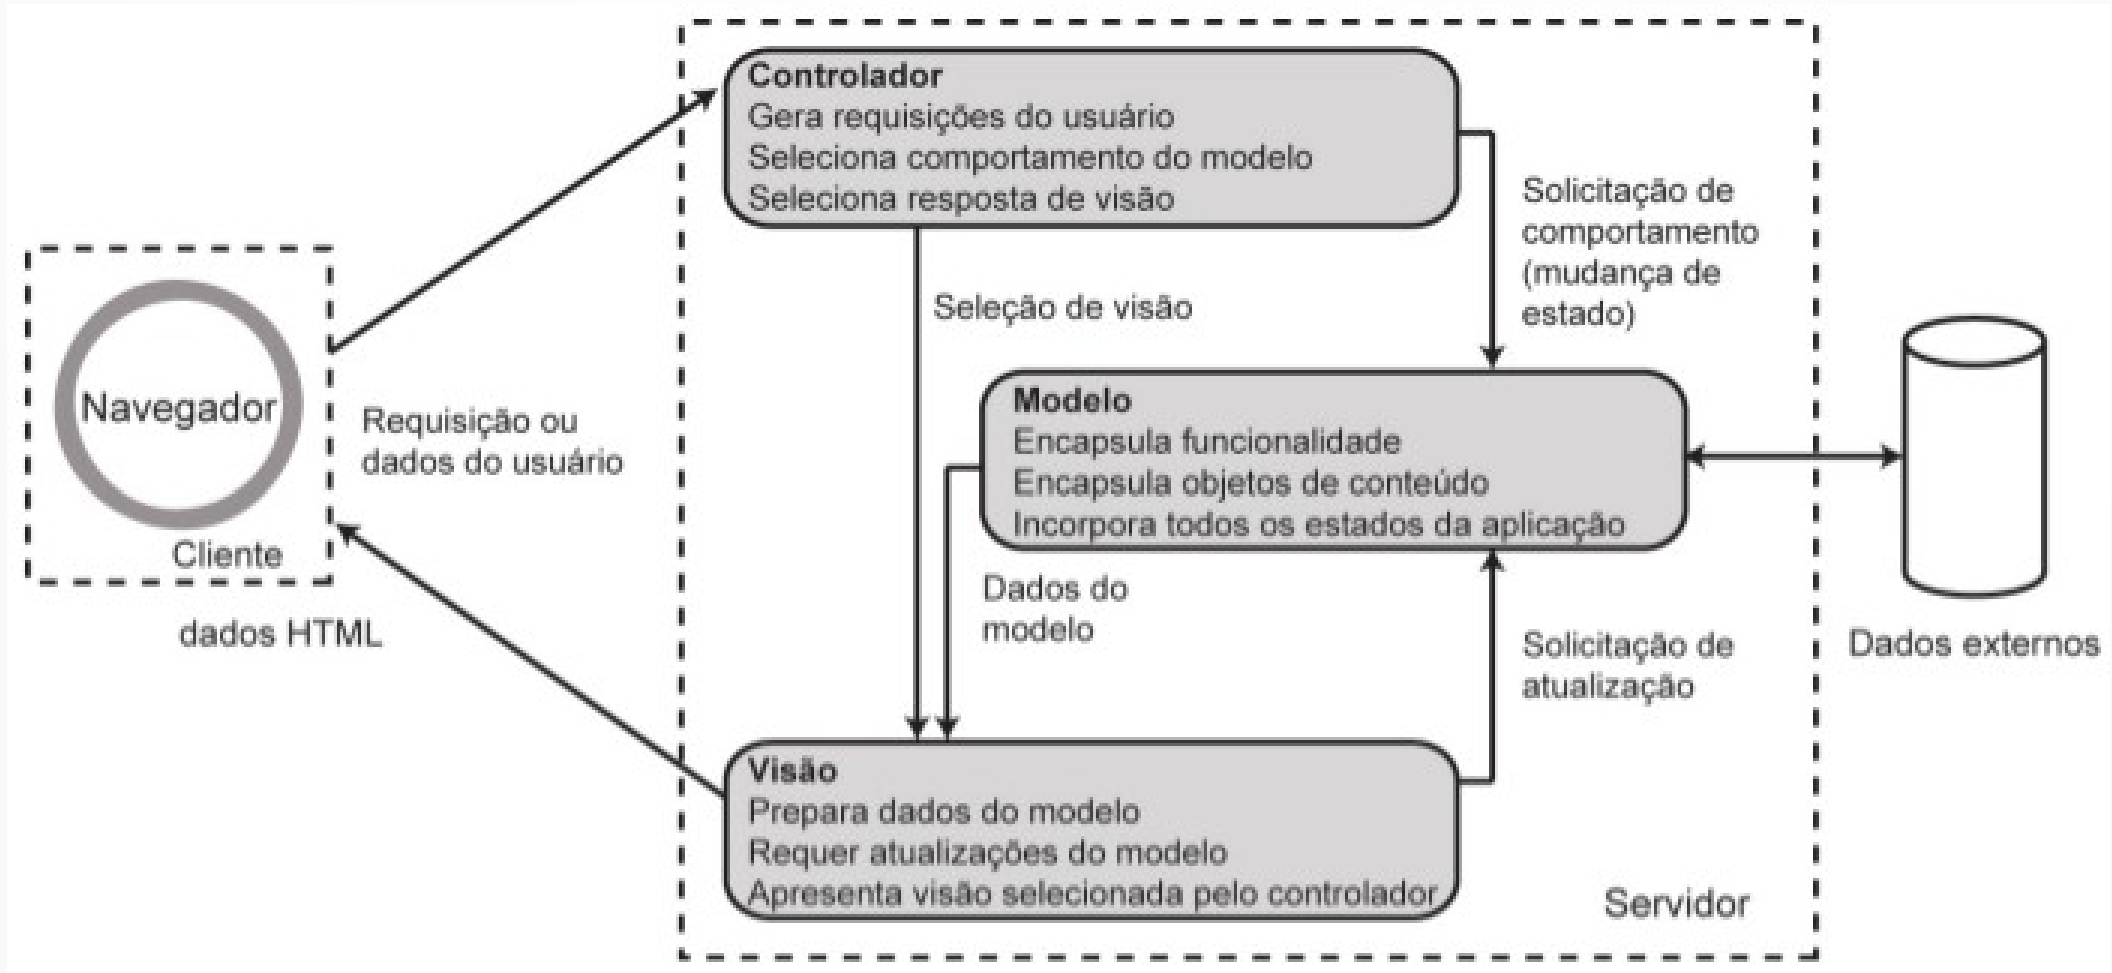 Controlador
Gera requisições do usuário
Seleciona comportamento do modelo
Seleciona resposta de visão
Solicitação de
comportamento
(mudança de
estado)
Seleção de visão
Navegador
Cliente
Requisição ou
dados do usuário
dados HTML
Modelo
Encapsula funcionalidade
Encapsula objetos de conteúdo
Incorpora todos os estados da aplicação
Dados do
modelo
Solicitação de
atualização
Dados externos
Visão
Prepara dados do modelo
Requer atualizações do modelo
Apresenta visão selecionada pelo controlador
Servidor